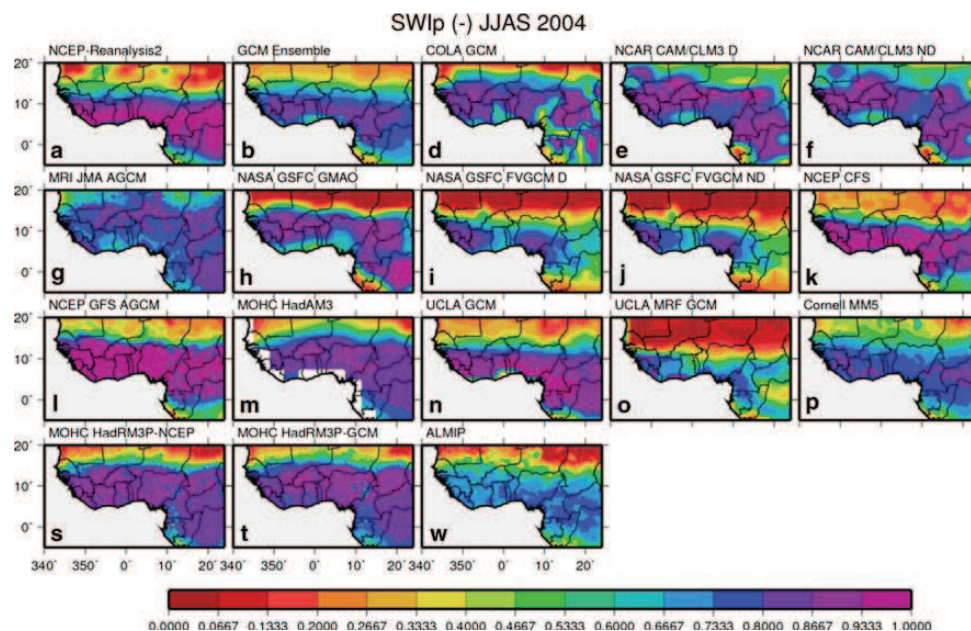 SWIp (-) JJAS 2004
NCEP-Reanalysis2 GCM Ensemble COLA GCM NCAR CAM/CLM3 D NCAR CAM/CLM3 ND
20˚
10˚
0˚
a b d e f
MRI JMA AGCM NASA GSFC GMAO NASA GSFC FVGCM D NASA GSFC FVGCM ND NCEP CFS
20˚
10˚
0˚
g h i j k
NCEP GFS AGCM MOHC HadAM3 UCLA GCM UCLA MRF GCM Cornell MM5
20˚
10˚
0˚
l m n o p
MOHC HadRM3P-NCEP MOHC HadRM3P-GCM ALMIP
20˚
10˚
0˚
s t w
340˚ 350˚ 0˚ 10˚ 20˚ 340˚ 350˚ 0˚ 10˚ 20˚ 340˚ 350˚ 0˚ 10˚ 20˚
0.0000 0.0667 0.1333 0.2000 0.2667 0.3333 0.4000 0.4667 0.5333 0.6000 0.6667 0.7333 0.8000 0.8667 0.9333 1.0000